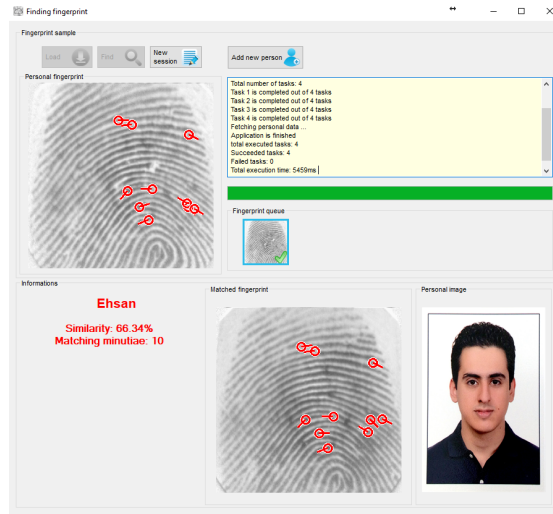 Finding fingerprint
Fingerprint sample
Load
Find
New session
Add new person
Personal fingerprint
Total number of tasks: 4
Task 1 is completed out of 4 tasks
Task 2 is completed out of 4 tasks
Task 3 is completed out of 4 tasks
Task 4 is completed out of 4 tasks
Fetching personal data ...
Application is finished
total executed tasks: 4
Succeeded tasks: 4
Failed tasks: 0
Total execution time: 5459ms
Fingerprint queue
Informations
Ehsan
Similarity: 66.34%
Matching minutiae: 10
Matched fingerprint
Personal image